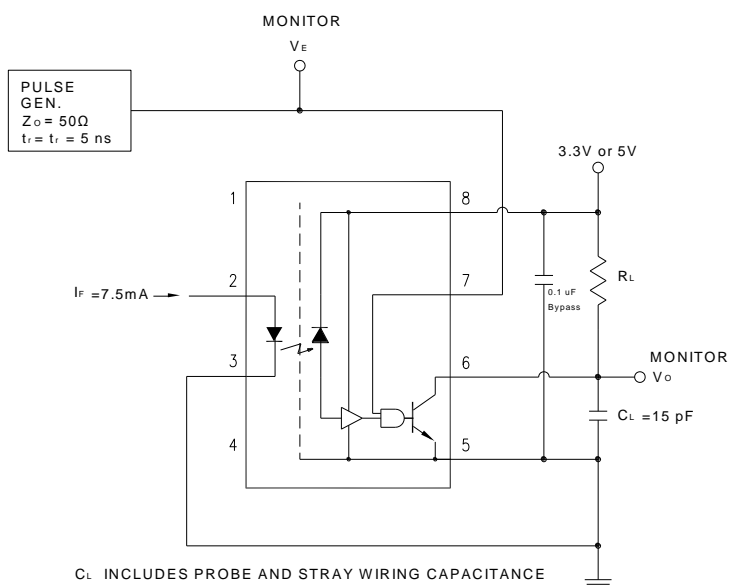 MONITOR
VE
PULSE
GEN.
ZO = 50Ω
tr = tr = 5 ns
3.3V or 5V
1
8
2
7
IF =7.5mA
0.1 uF
Bypass
RL
3
6
MONITOR
VO
CL =15 pF
4
5
CL INCLUDES PROBE AND STRAY WIRING CAPACITANCE